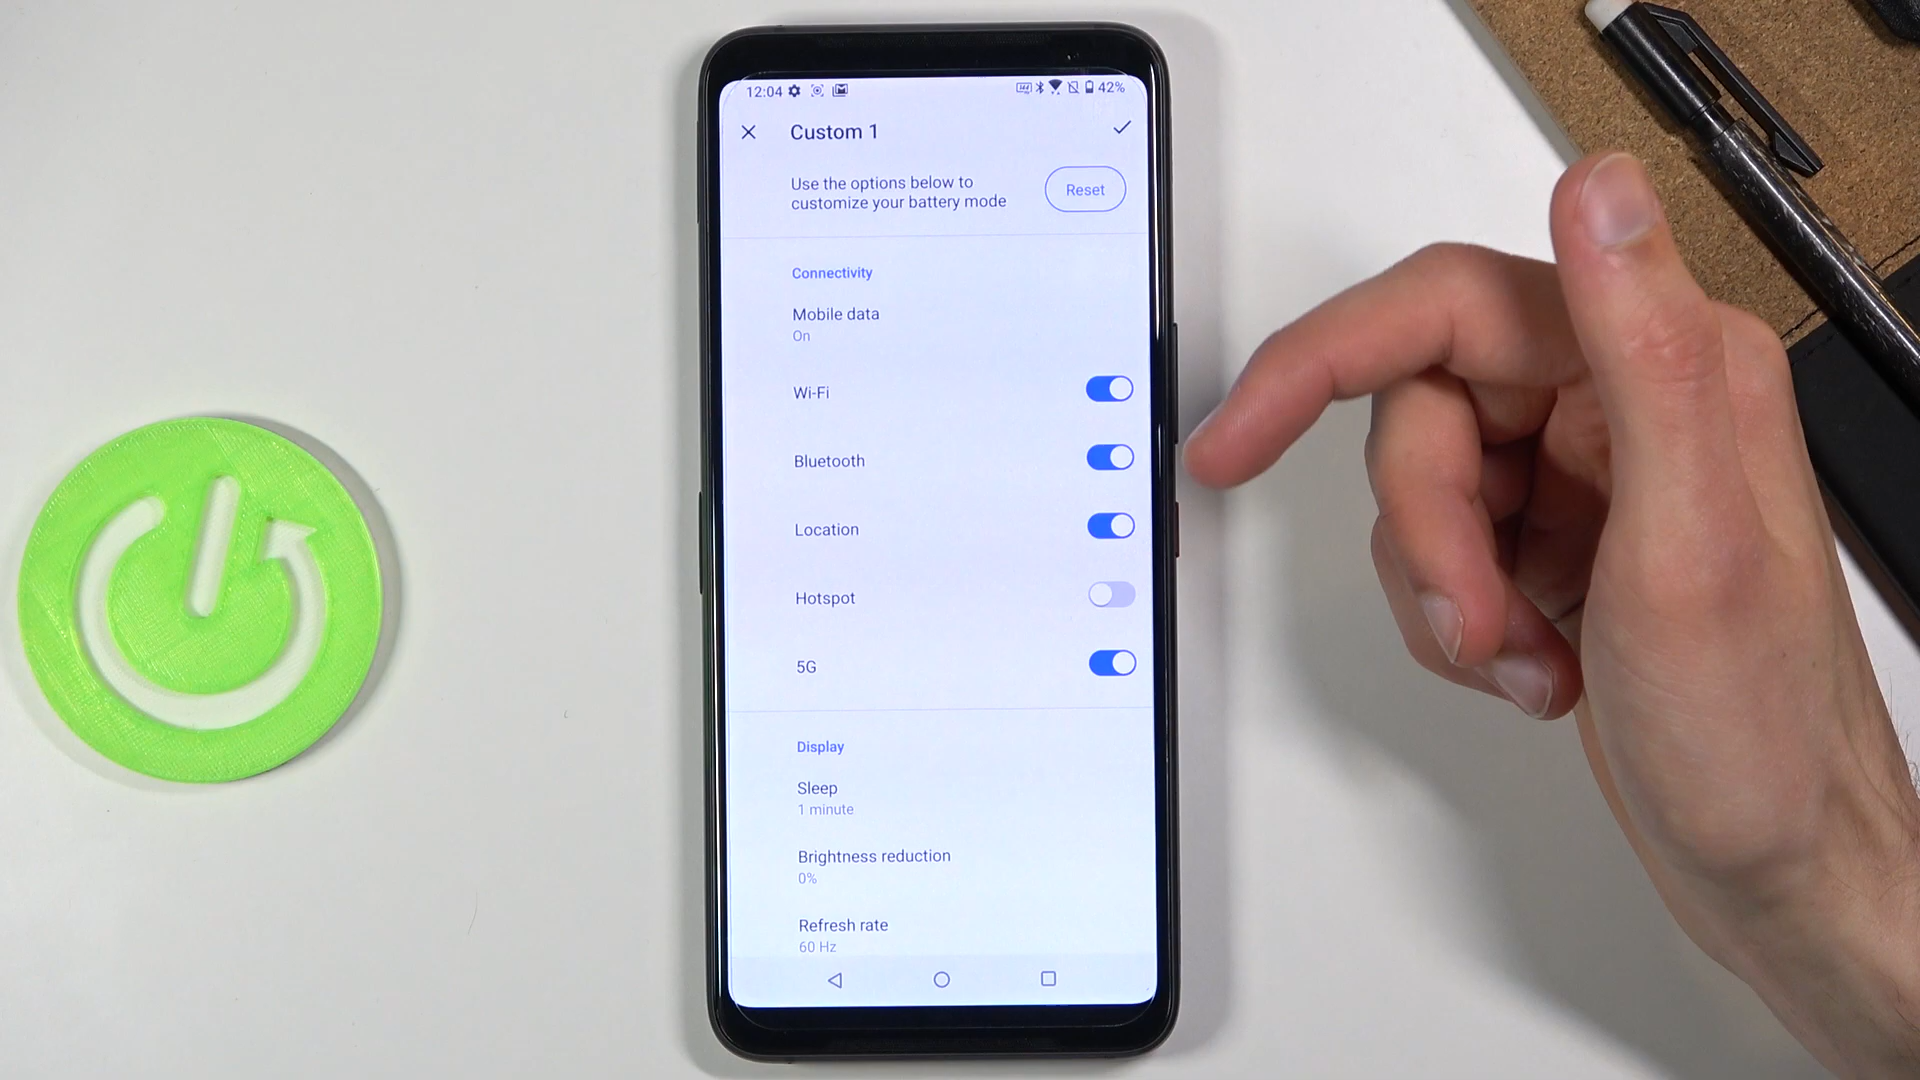 12:04 42%
Custom 1
Use the options below to
customize your battery mode
Reset
Connectivity
Mobile data
On
Wi-Fi
Bluetooth
Location
Hotspot
5G
Display
Sleep
1 minute
Brightness reduction
0%
Refresh rate
60 Hz